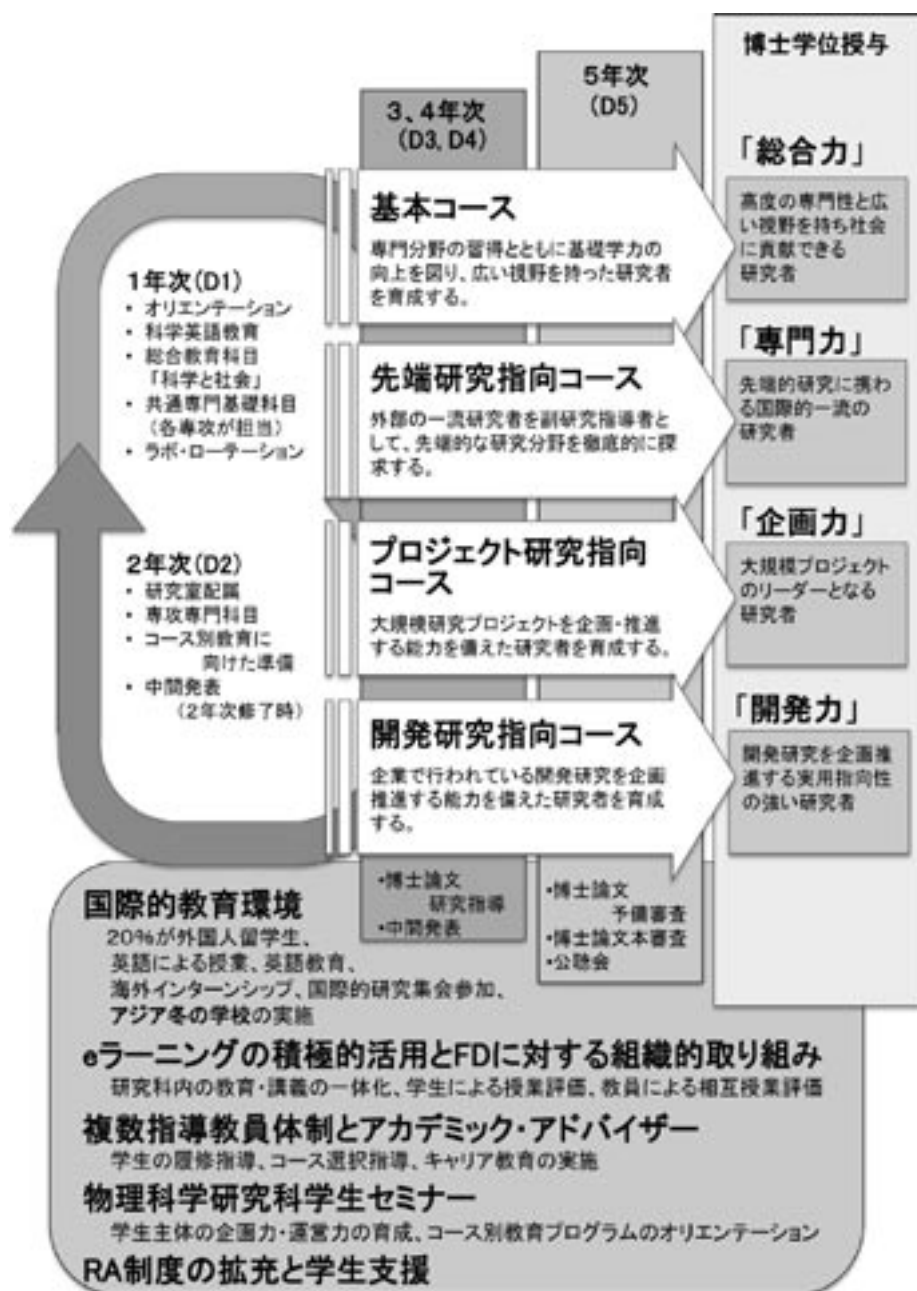 博士学位授与
5年次
(D5)
3、4年次
(D3, D4)
1年次(D1)
・オリエンテーション
・科学英語教育
・総合教育科目
「科学と社会」
・共通専門基礎科目
(各専攻が担当)
・ラボ・ローテーション
2年次(D2)
・研究室配属
・専攻専門科目
・コース別教育に
向けた準備
・中間発表
(2年次修了時)
基本コース
専門分野の習得とともに基礎学力の
向上を図り、広い視野を持った研究者
を育成する。
「総合力」
高度の専門性と広
い視野を持ち社会
に貢献できる
研究者
先端研究指向コース
外部の一流研究者を副研究指導者と
して、先端的な研究分野を徹底的に探
求する。
「専門力」
先端的研究に携わ
る国際的一流の
研究者
プロジェクト研究指向
コース
大規模研究プロジェクトを企画・推進
する能力を備えた研究者を育成する。
「企画力」
大規模プロジェクト
のリーダーとなる
研究者
開発研究指向コース
企業で行われている開発研究を企画
推進する能力を備えた研究者を育成
する。
「開発力」
開発研究を企画推
進する実用指向性
の強い研究者
・博士論文
研究指導
・中間発表
・博士論文
予備審査
・博士論文本審査
・公聴会
国際的教育環境
20%が外国人留学生、
英語による授業、英語教育、
海外インターンシップ、国際的研究集会参加、
アジア冬の学校の実施
eラーニングの積極的活用とFDに対する組織的取り組み
研究科内の教育・講義の一体化、学生による授業評価、教員による相互授業評価
複数指導教員体制とアカデミック・アドバイザー
学生の履修指導、コース選択指導、キャリア教育の実施
物理科学研究科学生セミナー
学生主体の企画力・運営力の育成、コース別教育プログラムのオリエンテーション
RA制度の拡充と学生支援